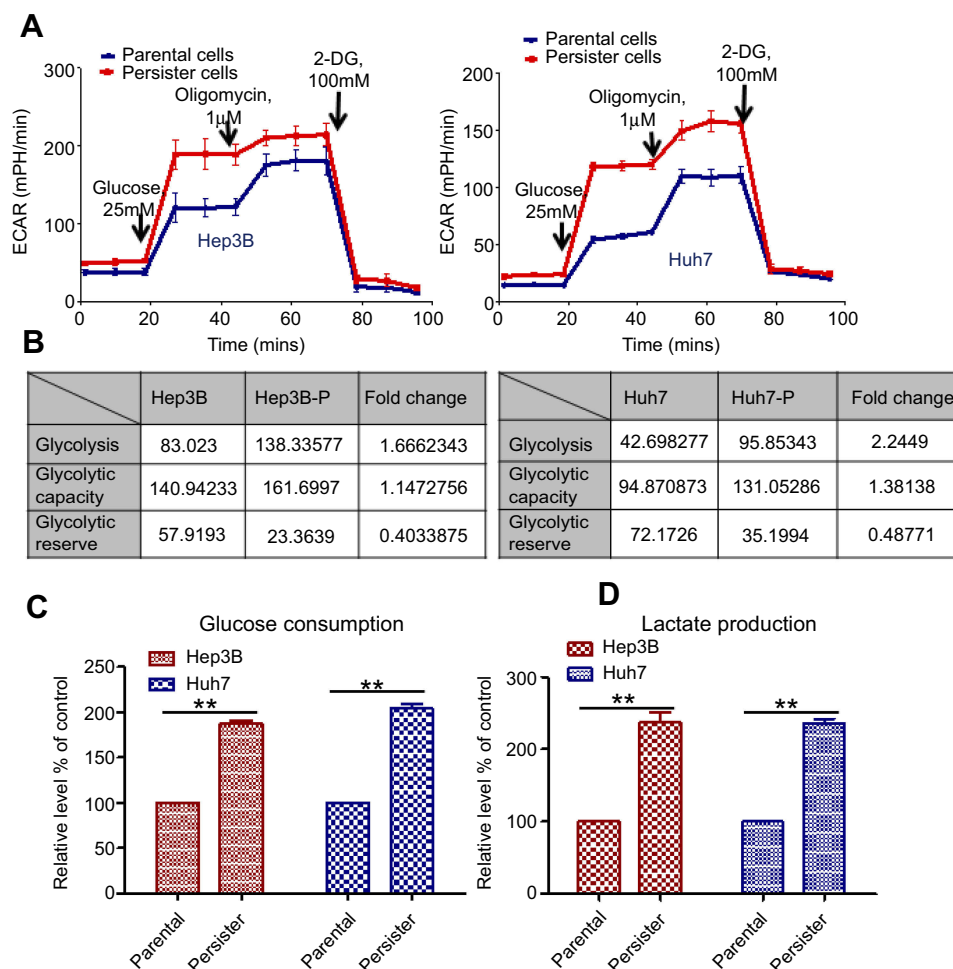 A
Parental cells
Persister cells
300
200
100
0
ECAR (mPH/min)
Glucose,
25mM
Oligomycin,
1μM
2-DG,
100mM
Hep3B
0 20 40 60 80 100
Time (mins)
Parental cells
Persister cells
200
150
100
50
0
ECAR (mPH/min)
Glucose,
25mM
Oligomycin,
1μM
2-DG,
100mM
Huh7
0 20 40 60 80 100
Time (mins)
B
Hep3B Hep3B-P Fold change
Glycolysis 83.023 138.33577 1.6662343
Glycolytic
capacity 140.94233 161.6997 1.1472756
Glycolytic
reserve 57.9193 23.3639 0.4033875
Huh7 Huh7-P Fold change
Glycolysis 42.698277 95.85343 2.2449
Glycolytic
capacity 94.870873 131.05286 1.38138
Glycolytic
reserve 72.1726 35.1994 0.48771
C
Glucose consumption
Hep3B
Huh7
250
200
150
100
50
0
Relative level % of control
**
**
Parental Persister Parental Persister
D
Lactate production
Hep3B
Huh7
300
200
100
0
Relative level % of control
**
**
Parental Persister Parental Persister